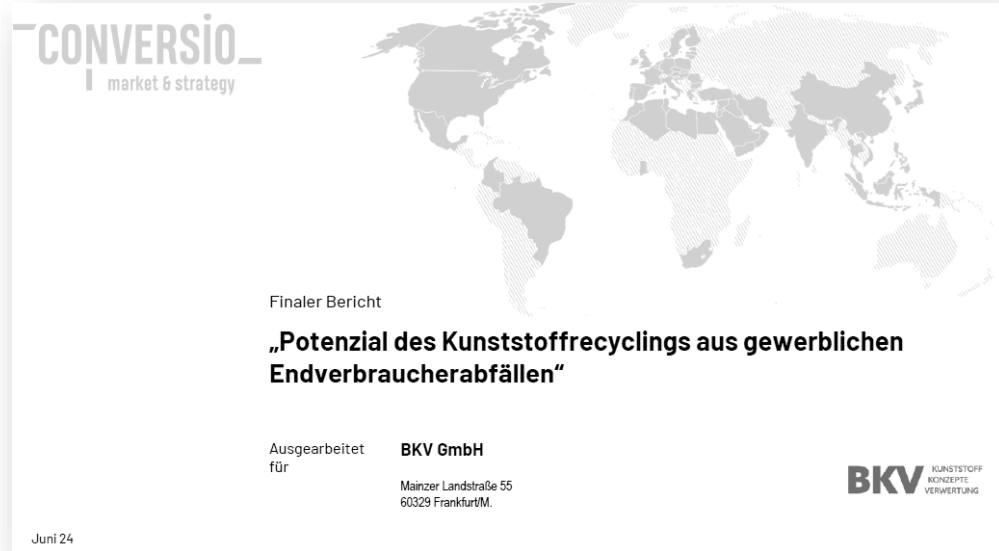 CONVERSIO
market & strategy
Finaler Bericht
„Potenzial des Kunststoffrecyclings aus gewerblichen
Endverbraucherabfällen“
Ausgearbeitet
für
BKV GmbH
Mainzer Landstraße 55
60329 Frankfurt/M.
BKV
KUNSTSTOFF
KONZEPTE
VERWERTUNG
Juni 24